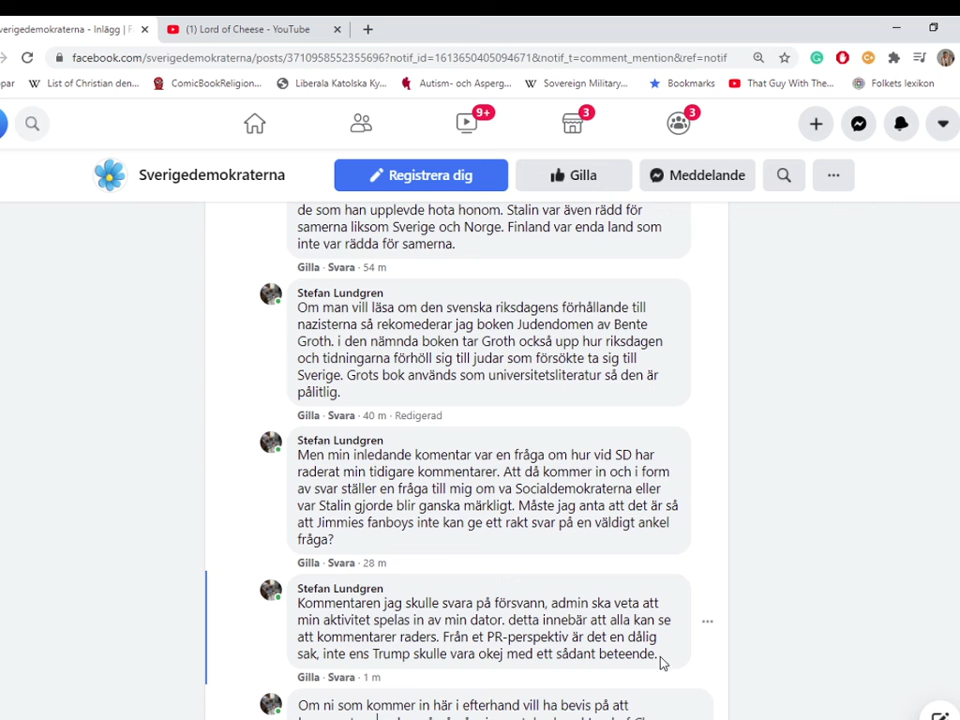 verigedemokraterna - Inlägg | F
(1) Lord of Cheese - YouTube
facebook.com/sverigedemokraterna/posts/3710958552355696?notif_id=1613650405094671&notif_t=comment_mention&ref=notif
par
List of Christian den...
ComicBookReligion...
Liberala Katolska Ky...
Autism- och Asperg...
Sovereign Military...
Bookmarks
That Guy With The...
Folkets lexikon
9+
3
3
Sverigedemokraterna
Registrera dig
Gilla
Meddelande
de som han upplevde hota honom. Stalin var även rädd för
samerna liksom Sverige och Norge. Finland var enda land som
inte var rädda för samerna.
Gilla · Svara · 54 m
Stefan Lundgren
Om man vill läsa om den svenska riksdagens förhållande till
nazisterna så rekomederar jag boken Judendomen av Bente
Groth. i den nämnda boken tar Groth också upp hur riksdagen
och tidningarna förhöll sig till judar som försökte ta sig till
Sverige. Grots bok används som universitetsliteratur så den är
pålitlig.
Gilla · Svara · 40 m · Redigerad
Stefan Lundgren
Men min inledande komentar var en fråga om hur vid SD har
raderat min tidigare kommentarer. Att då kommer in och i form
av svar ställer en fråga till mig om va Socialdemokraterna eller
var Stalin gjorde blir ganska märkligt. Måste jag anta att det är så
att Jimmies fanboys inte kan ge ett rakt svar på en väldigt ankel
fråga?
Gilla · Svara · 28 m
Stefan Lundgren
Kommentaren jag skulle svara på försvann, admin ska veta att
min aktivitet spelas in av min dator. detta innebär att alla kan se
att kommentarer raders. Från et PR-perspektiv är det en dålig
sak, inte ens Trump skulle vara okej med ett sådant beteende.
Gilla · Svara · 1 m
Om ni som kommer in här i efterhand vill ha bevis på att